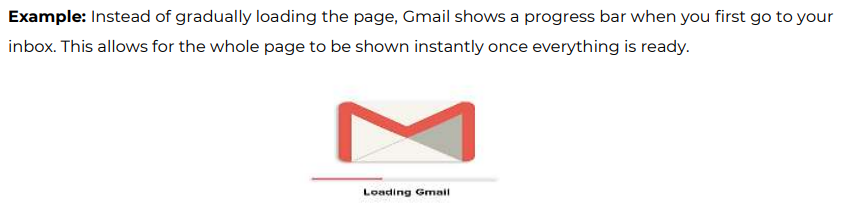 Example: Instead of gradually loading the page, Gmail shows a progress bar when you first go to your
inbox. This allows for the whole page to be shown instantly once everything is ready.
Loading Gmail